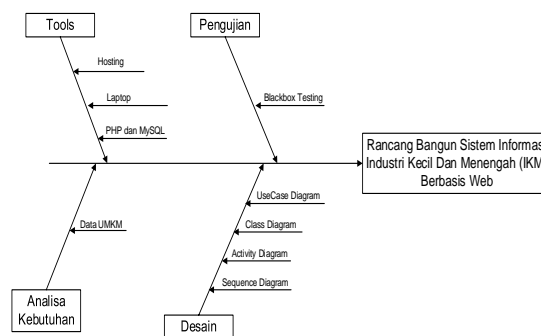 Tools
Pengujian
Hosting
Laptop
PHP dan MySQL
Blackbox Testing
Rancang Bangun Sistem Informas
Industri Kecil Dan Menengah (IKM
Berbasis Web
Data UMKM
UseCase Diagram
Class Diagram
Activity Diagram
Sequence Diagram
Analisa
Kebutuhan
Desain